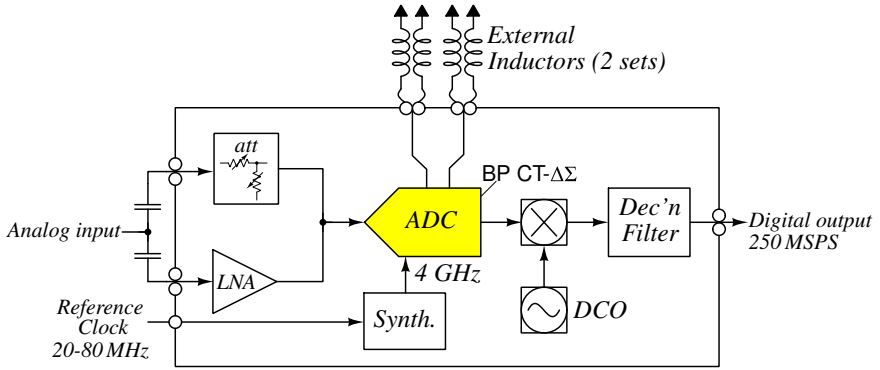 External
Inductors (2 sets)
att
BP CT-ΔΣ
ADC
Dec'n
Filter
Analog input
Digital output
250 MSPS
LNA
4 GHz
Reference
Clock
20-80 MHz
Synth.
DCO